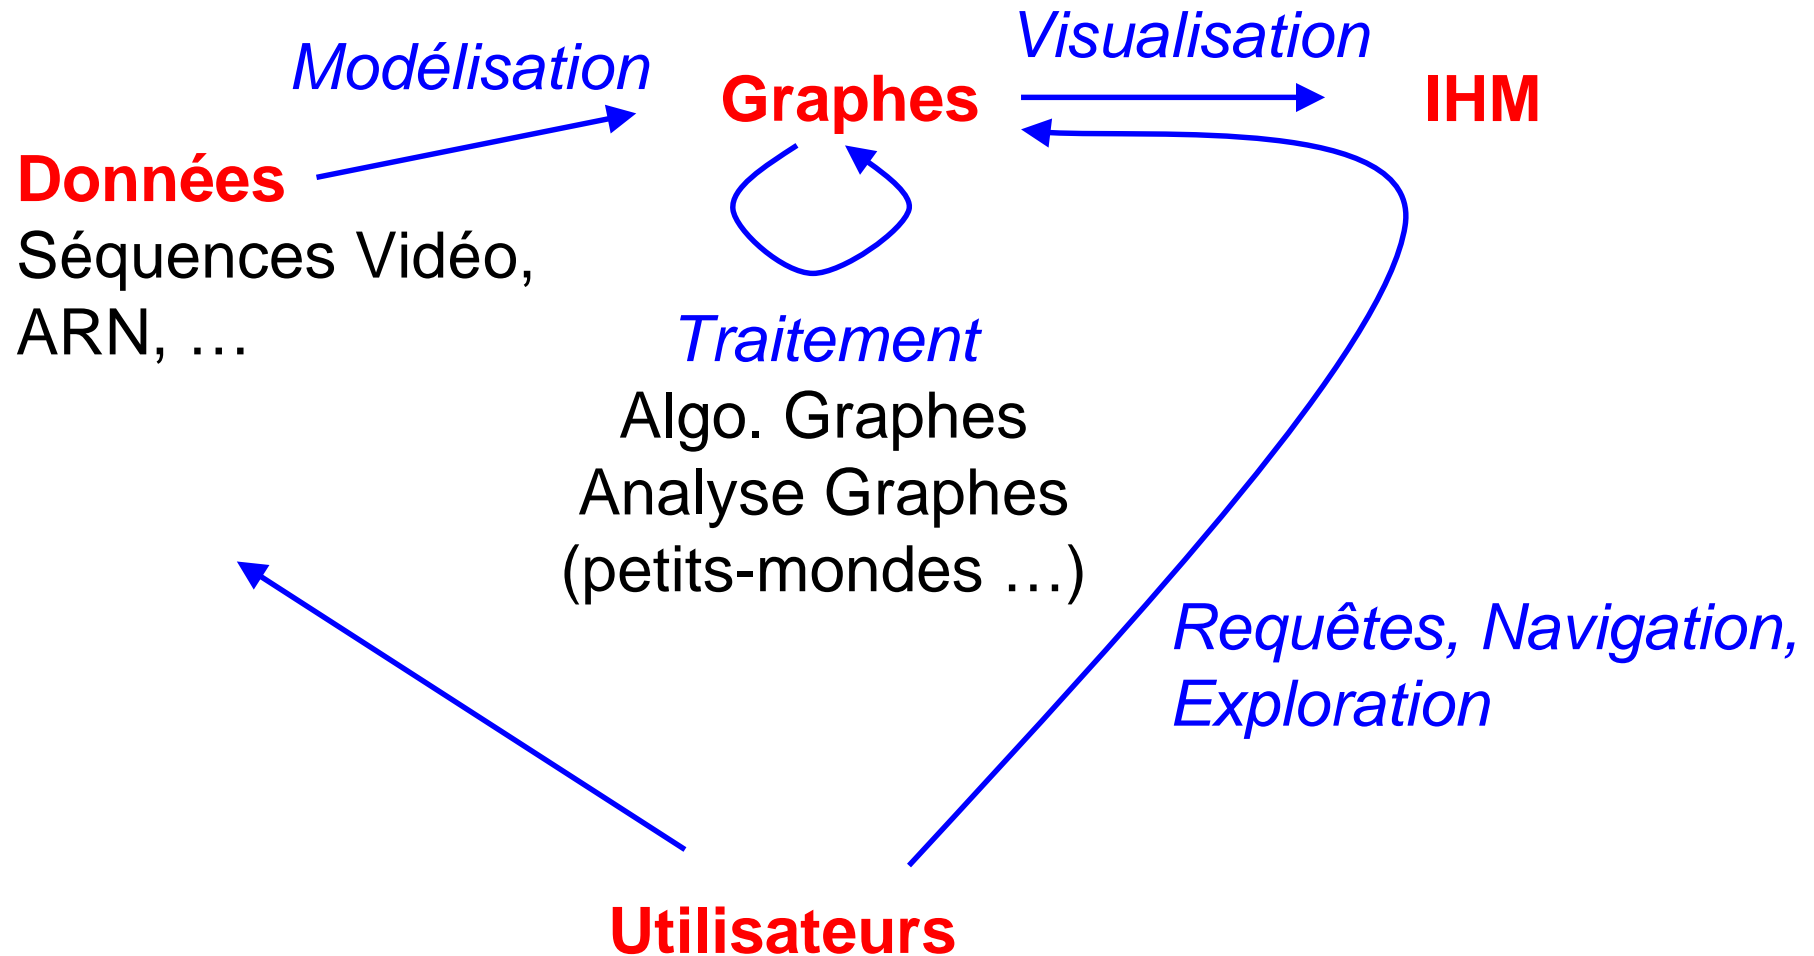 Modélisation
Visualisation
Graphes
IHM
Données
Séquences Vidéo,
ARN, …
Traitement
Algo. Graphes
Analyse Graphes
(petits-mondes …)
Requêtes, Navigation,
Exploration
Utilisateurs